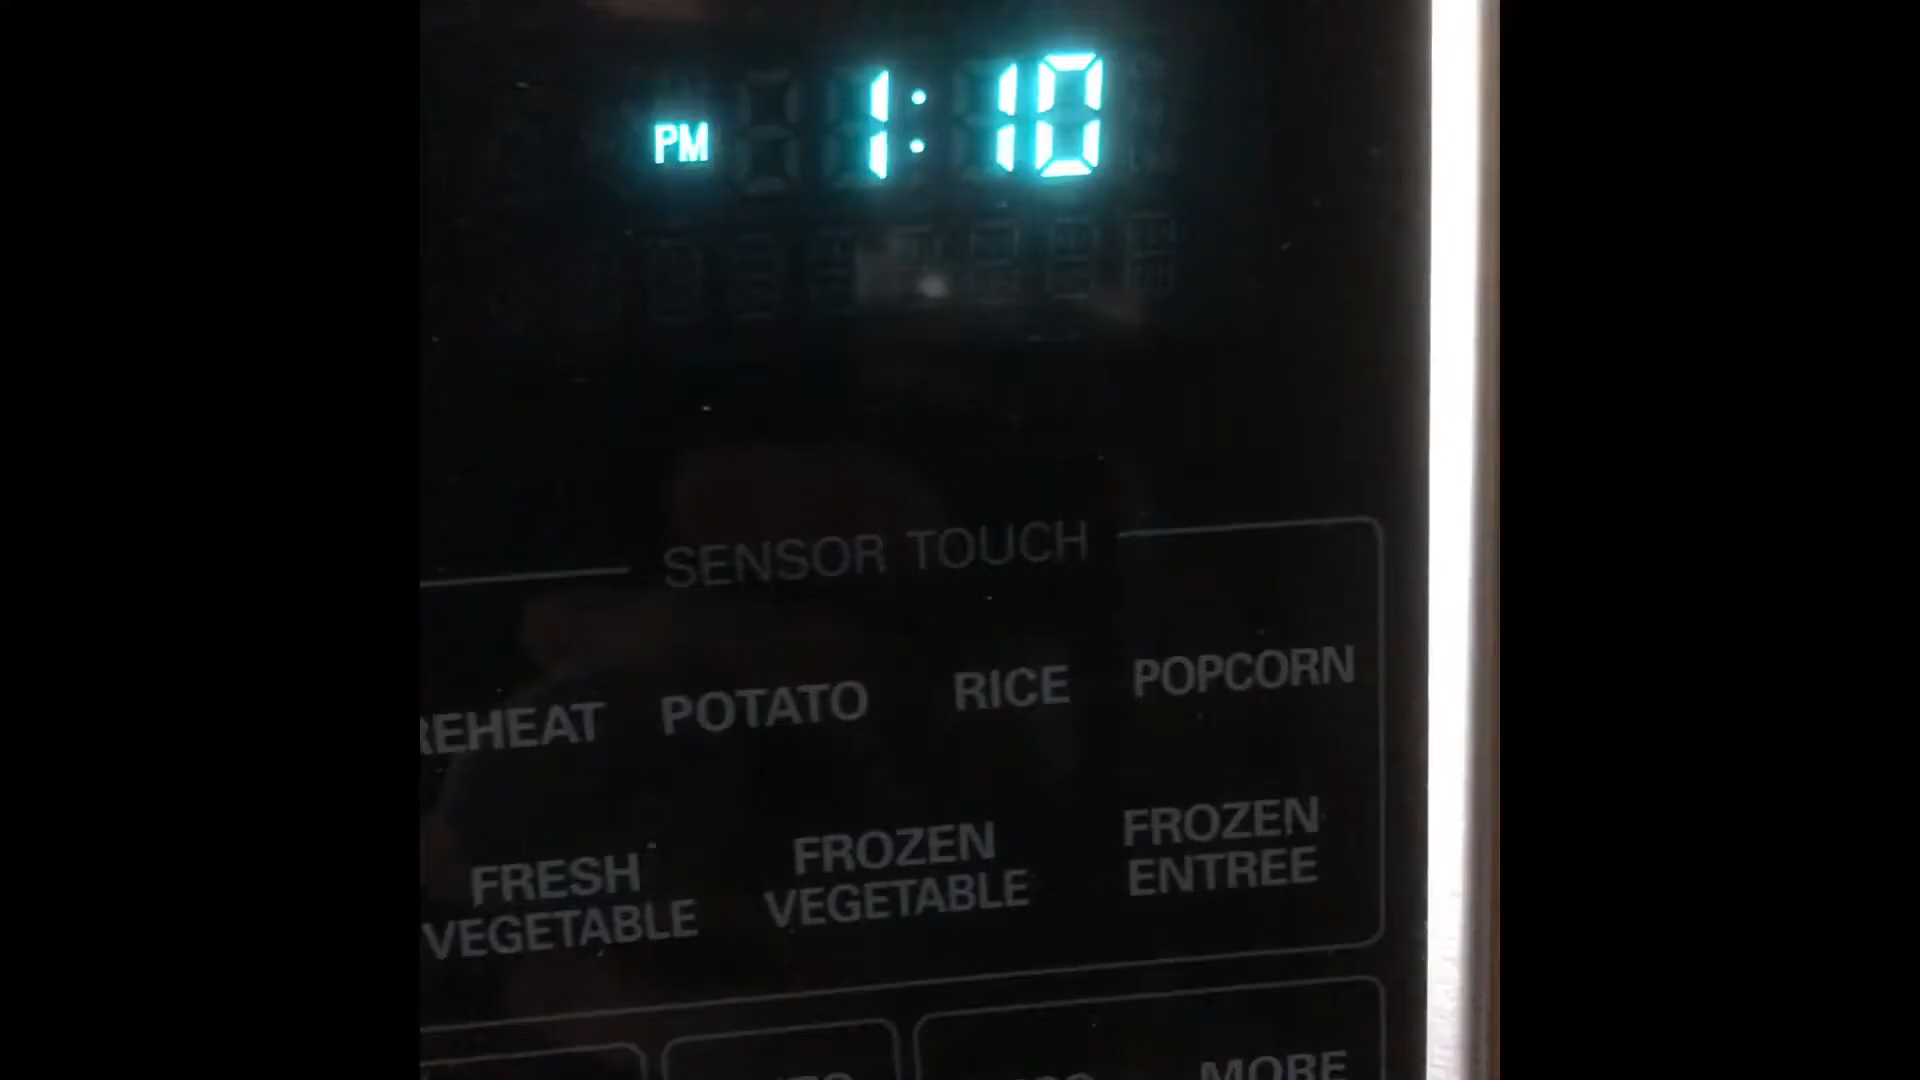 PM 1:10
SENSOR TOUCH
REHEAT POTATO RICE POPCORN
FRESH VEGETABLE
FROZEN VEGETABLE
FROZEN ENTREE
MORE